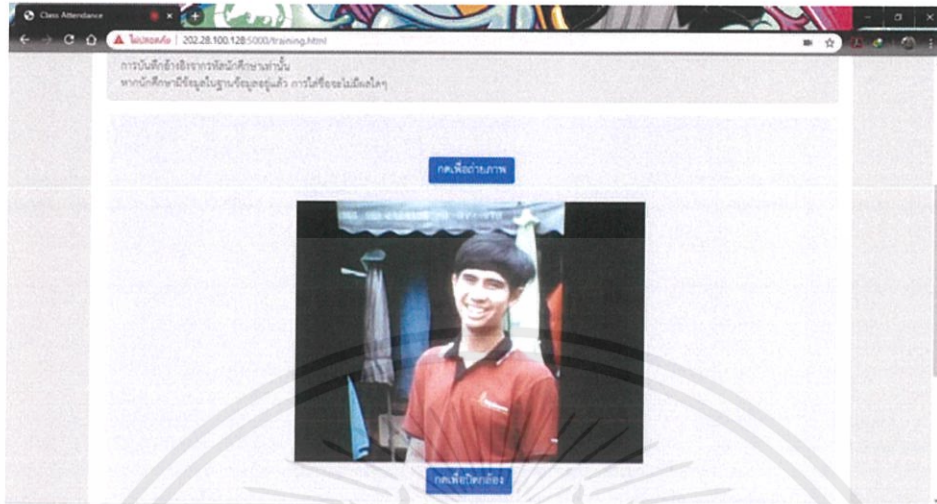 Class Attendance
ไม่ปลอดภัย | 202.28.100.128:5000/training.html
การบันทึกอ้างอิงจากรหัสนักศึกษาเท่านั้น
หากนักศึกษามีข้อมูลในฐานข้อมูลอยู่แล้ว การใส่ชื่อจะไม่มีผลใดๆ
กดเพื่อถ่ายภาพ
กดเพื่อปิดกล้อง